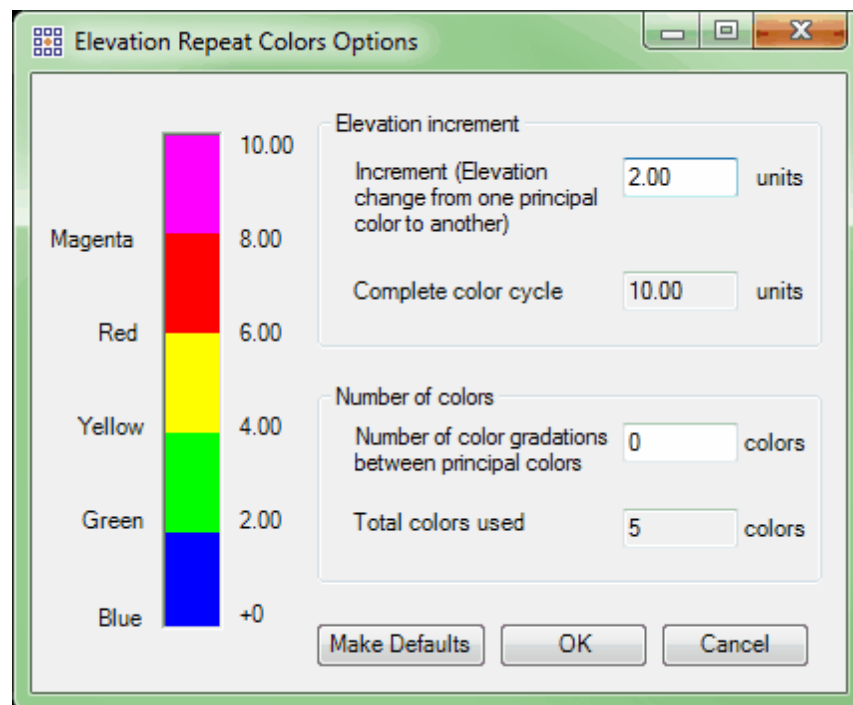 Elevation Repeat Colors Options
10.00
Magenta 8.00
Red 6.00
Yellow 4.00
Green 2.00
Blue +0
Elevation increment
Increment (Elevation
change from one principal
color to another)
2.00 units
Complete color cycle 10.00 units
Number of colors
Number of color gradations
between principal colors
0 colors
Total colors used 5 colors
Make Defaults OK Cancel